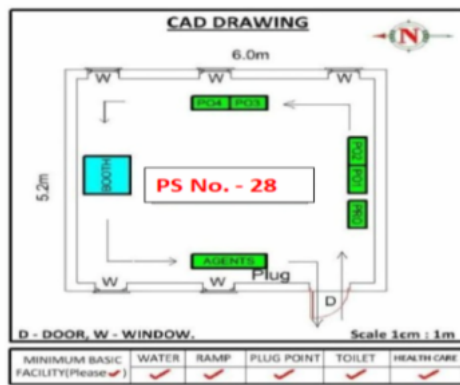 CAD DRAWING
N
6.0m
W W W
PO4 PO3
5.2m
BOOTH
PO2
PO1
PRO
PS No. - 28
AGENTS
Plug
W W
D
D - DOOR, W - WINDOW.
Scale 1cm : 1m
MINIMUM BASIC FACILITY(Please✔) WATER RAMP PLUG POINT TOILET HEALTH CARE
✔ ✔ ✔ ✔ ✔